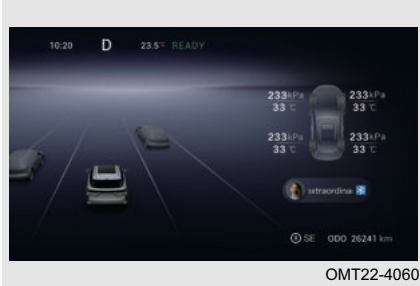 10:20 D 23.5℃ READY
233kPa 233kPa
33 ℃ 33 ℃
233kPa 233kPa
33 ℃ 33 ℃
extraordinar
SE ODO 26241 km
OMT22-4060